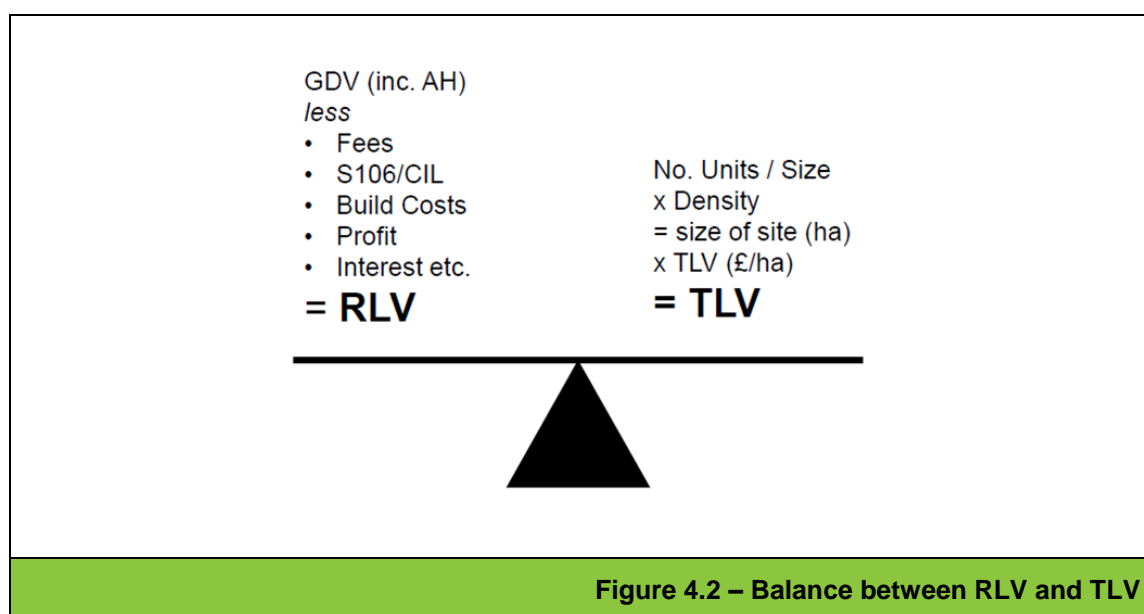 GDV (inc. AH)
less
• Fees
• S106/CIL
• Build Costs
• Profit
• Interest etc.
= RLV
No. Units / Size
x Density
= size of site (ha)
x TLV (£/ha)
= TLV
Figure 4.2 – Balance between RLV and TLV